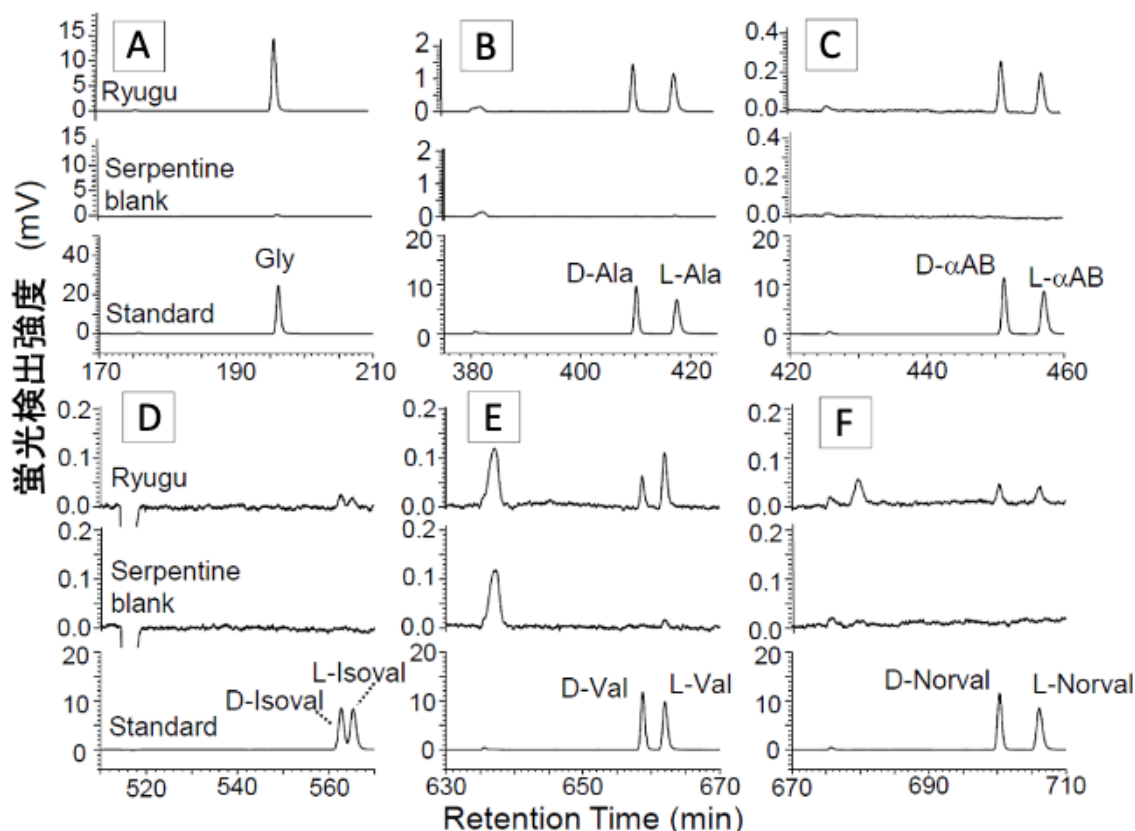 A
B
C
15
10
5
0
Ryugu
2
1
0
0.4
0.2
0.0
15
10
5
0
Serpentine
blank
2
1
0
0.4
0.2
0.0
40
20
0
Gly
Standard
20
10
0
D-Ala
L-Ala
20
10
0
D-αAB
L-αAB
170
190
210
380
400
420
420
440
460
蛍光検出強度 (mV)
D
E
F
0.2
0.1
0.0
Ryugu
0.2
0.1
0.0
0.2
0.1
0.0
0.2
0.1
0.0
Serpentine
blank
0.2
0.1
0.0
0.2
0.1
0.0
20
10
0
L-Isoval
D-Isoval
Standard
20
10
0
D-Val
L-Val
20
10
0
D-Norval
L-Norval
520
540
560
630
650
670
670
690
710
Retention Time (min)